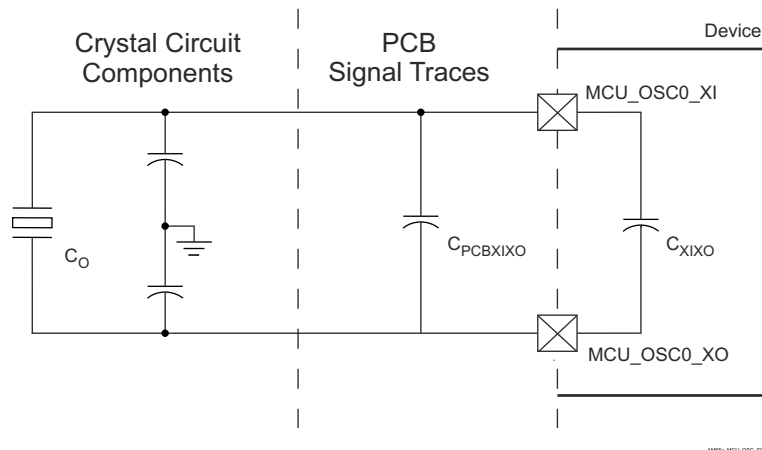 Crystal Circuit
Components
PCB
Signal Traces
Device
MCU_OSC0_XI
C_O
C_PCBXIXO
C_XIXO
MCU_OSC0_XO